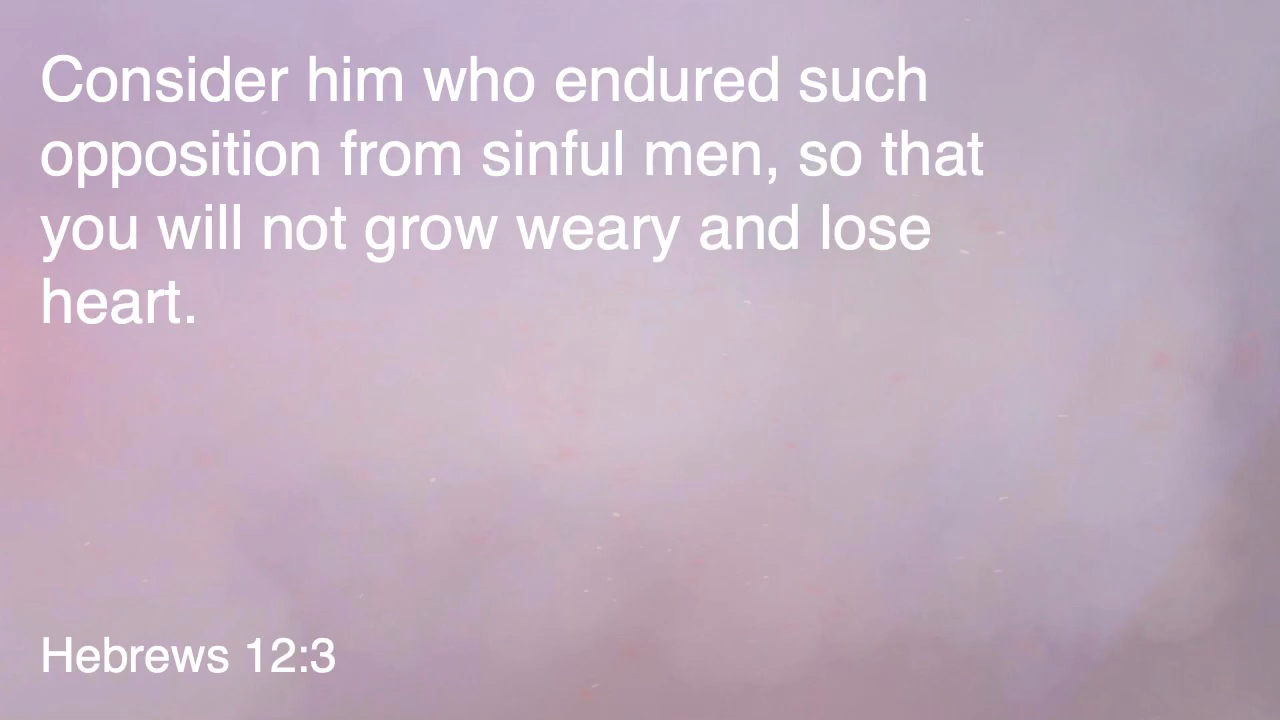 Consider him who endured such
opposition from sinful men, so that
you will not grow weary and lose
heart.
Hebrews 12:3